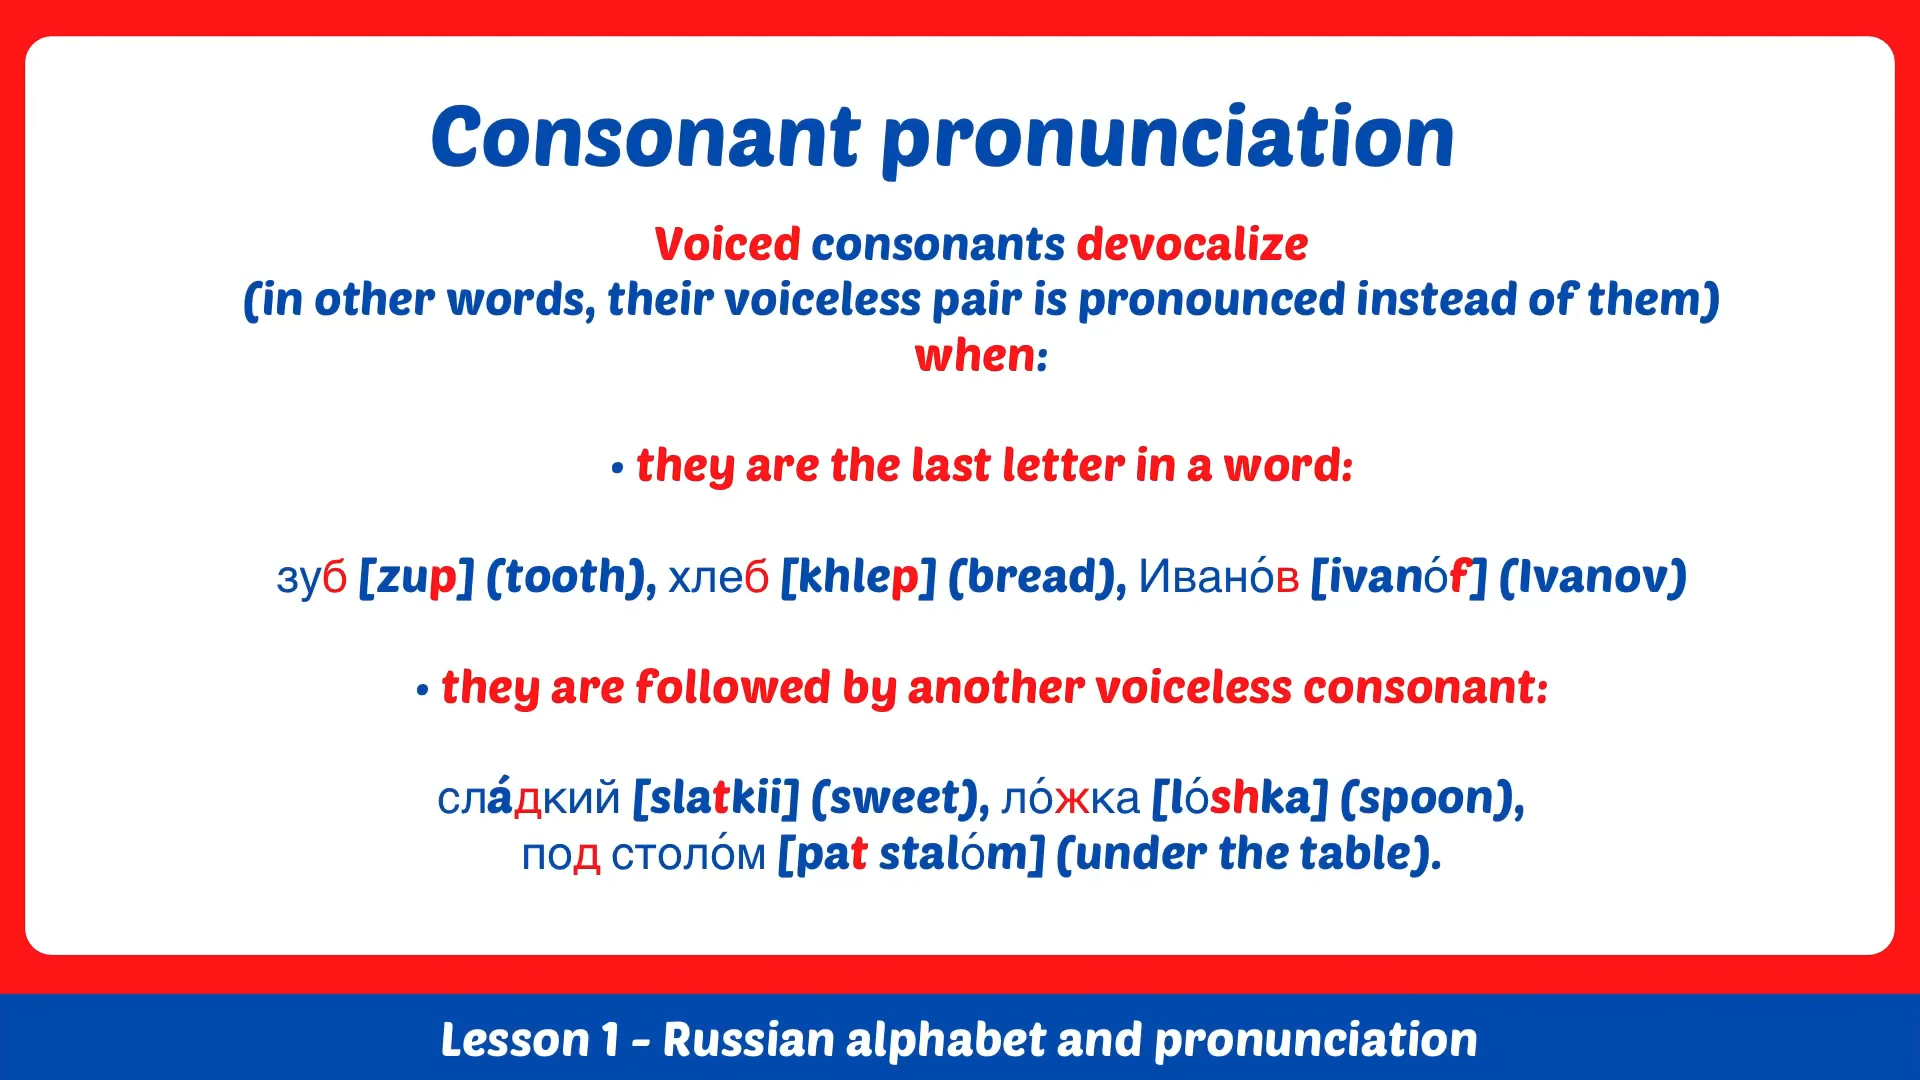 Consonant pronunciation
Voiced consonants devocalize
(in other words, their voiceless pair is pronounced instead of them)
when:
• they are the last letter in a word:
зуб [zup] (tooth), хлеб [khlep] (bread), Ивано́в [ivanóf] (Ivanov)
• they are followed by another voiceless consonant:
слáдкий [slatkii] (sweet), ло́жка [lóshka] (spoon),
под столо́м [pat stalóm] (under the table).
Lesson 1 - Russian alphabet and pronunciation